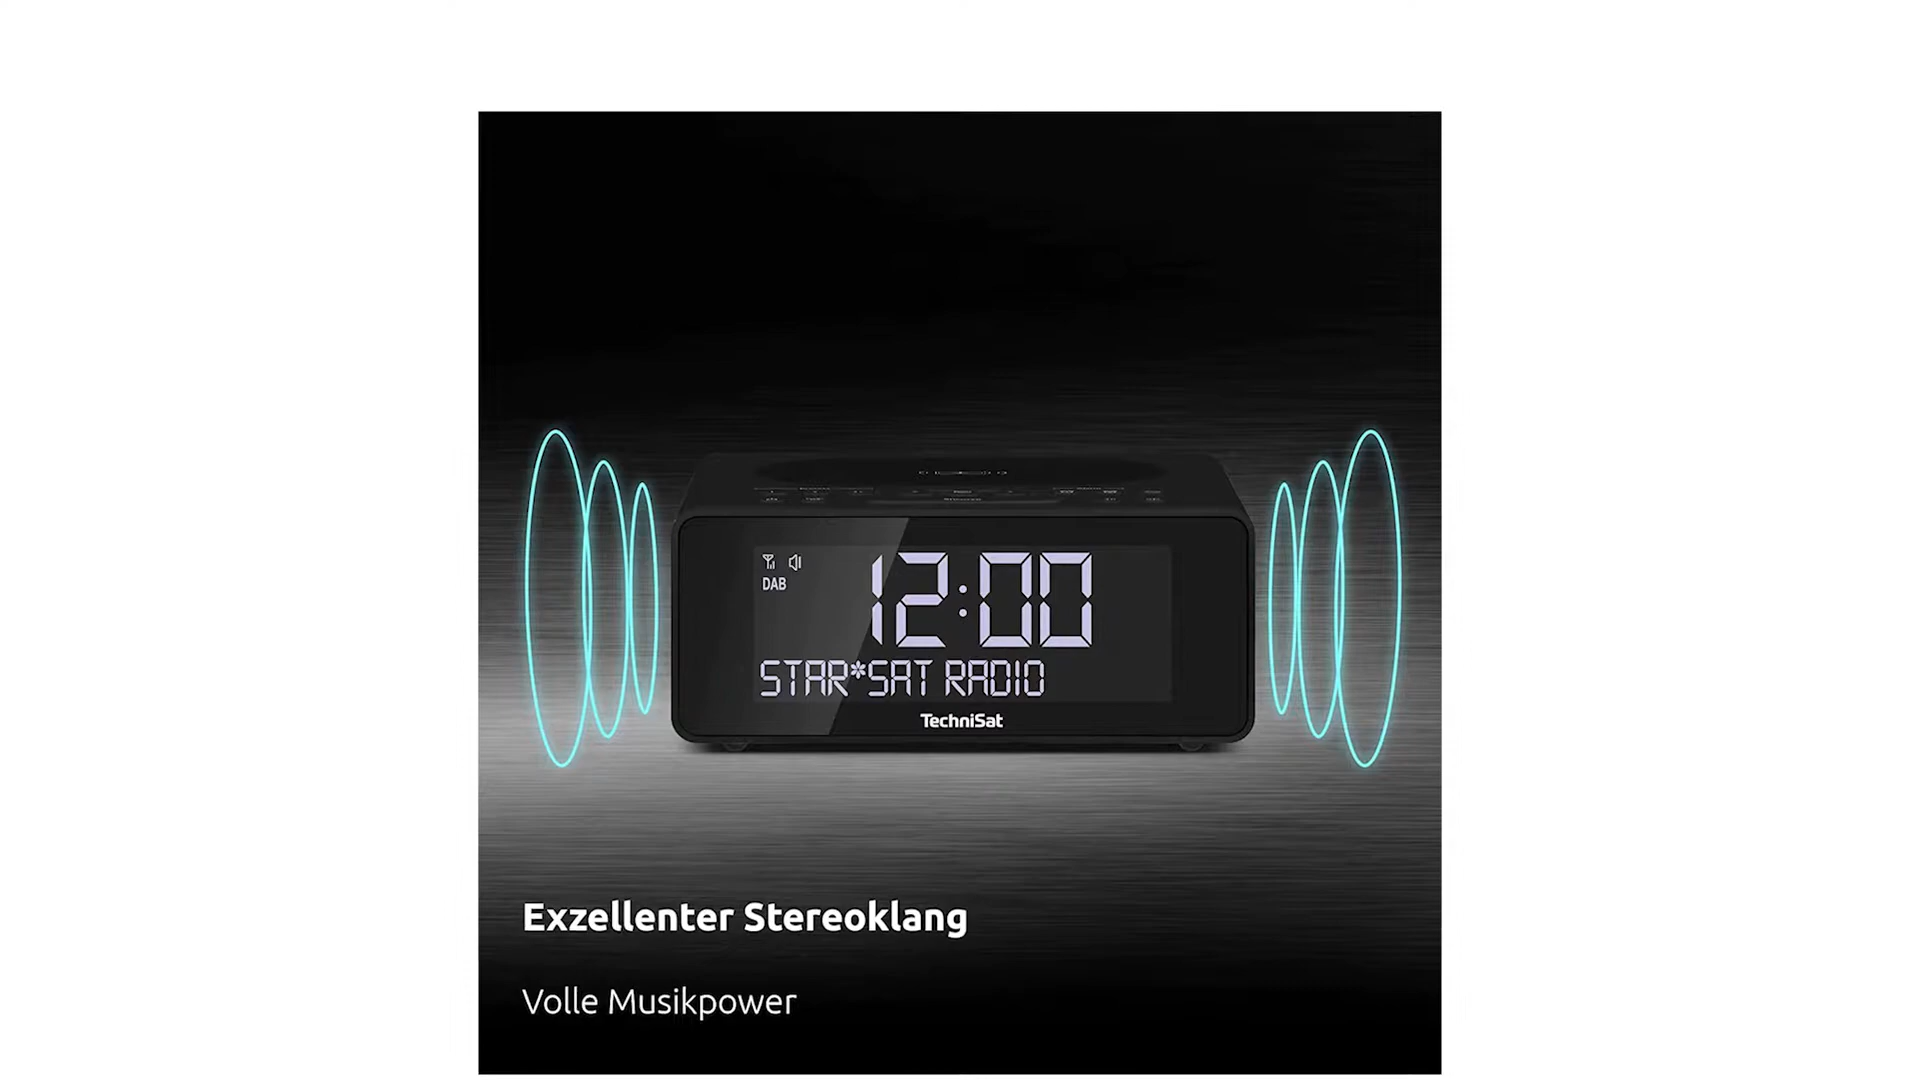 DAB
12:00
STAR*SAT RADIO
TechniSat
Exzellenter Stereoklang
Volle Musikpower